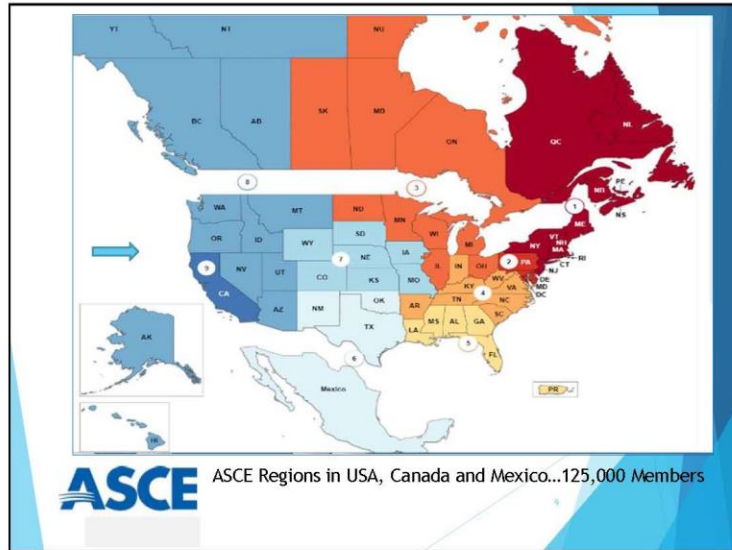 YT
NT
NU
BC
AB
SK
MB
ON
QC
NL
NB
PE
NS
8
3
1
WA
MT
ND
MN
WI
MI
ME
VT
NH
MA
NY
RI
CT
OR
ID
WY
SD
IA
NE
7
2
PA
NJ
9
NV
UT
CO
KS
MO
IL
IN
OH
DE
MD
DC
WV
VA
KY
4
CA
AZ
NM
OK
AR
TN
NC
SC
TX
LA
MS
AL
GA
5
FL
6
Mexico
PR
AK
HI
ASCE
ASCE Regions in USA, Canada and Mexico...125,000 Members